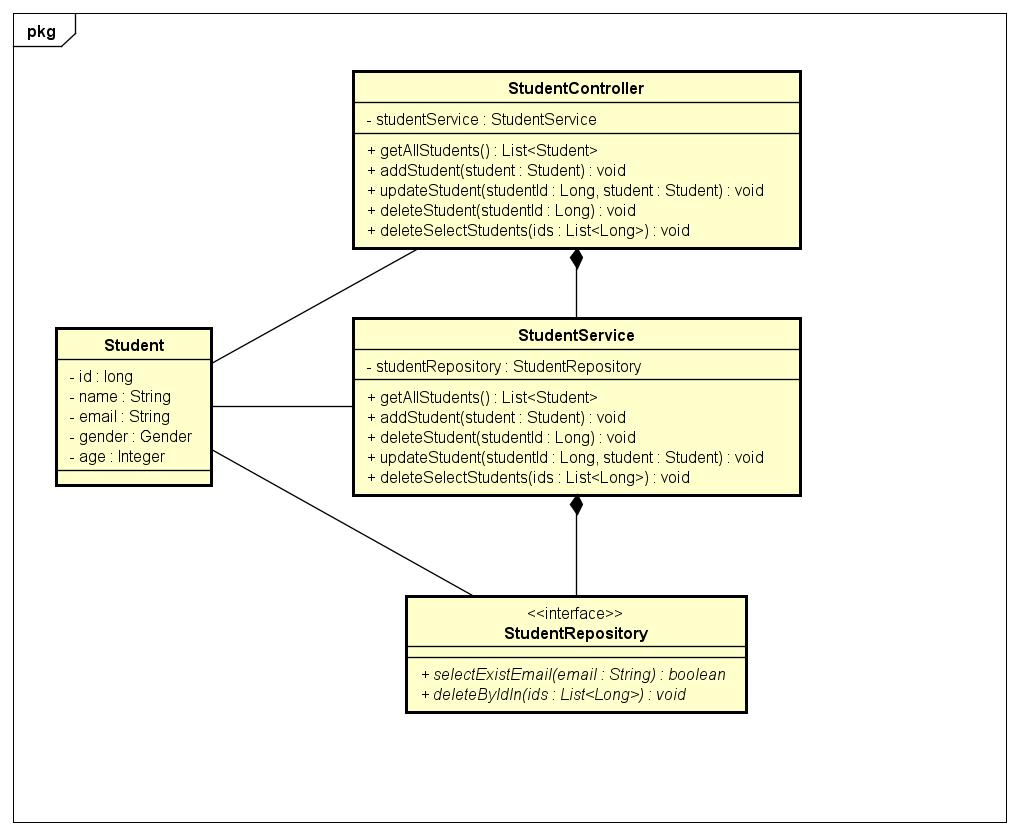 pkg
StudentController
- studentService : StudentService
+ getAllStudents() : List<Student>
+ addStudent(student : Student) : void
+ updateStudent(studentId : Long, student : Student) : void
+ deleteStudent(studentId : Long) : void
+ deleteSelectStudents(ids : List<Long>) : void
Student
- id : long
- name : String
- email : String
- gender : Gender
- age : Integer
StudentService
- studentRepository : StudentRepository
+ getAllStudents() : List<Student>
+ addStudent(student : Student) : void
+ deleteStudent(studentId : Long) : void
+ updateStudent(studentId : Long, student : Student) : void
+ deleteSelectStudents(ids : List<Long>) : void
<<interface>>
StudentRepository
+ selectExistEmail(email : String) : boolean
+ deleteByIdIn(ids : List<Long>) : void